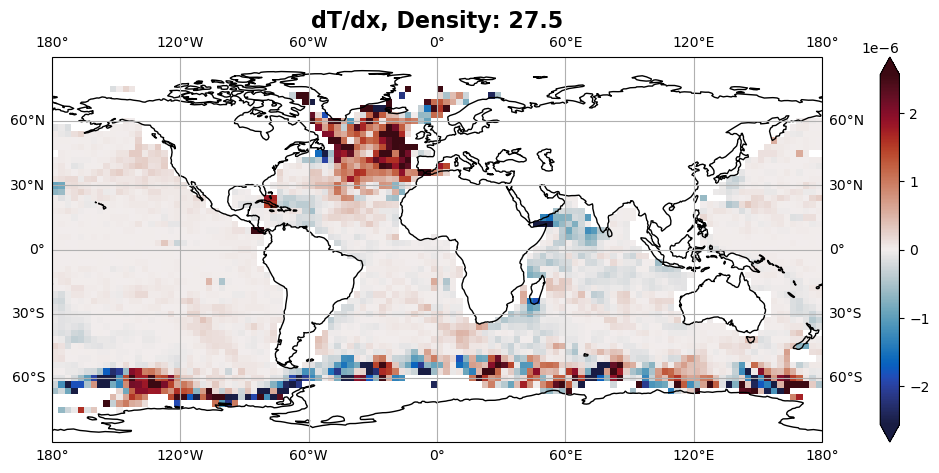 dT/dx, Density: 27.5
180° 120°W 60°W 0° 60°E 120°E 180°
1e−6
60°N 60°N
30°N 30°N
0° 0°
30°S 30°S
60°S 60°S
2
1
0
−1
−2
180° 120°W 60°W 0° 60°E 120°E 180°